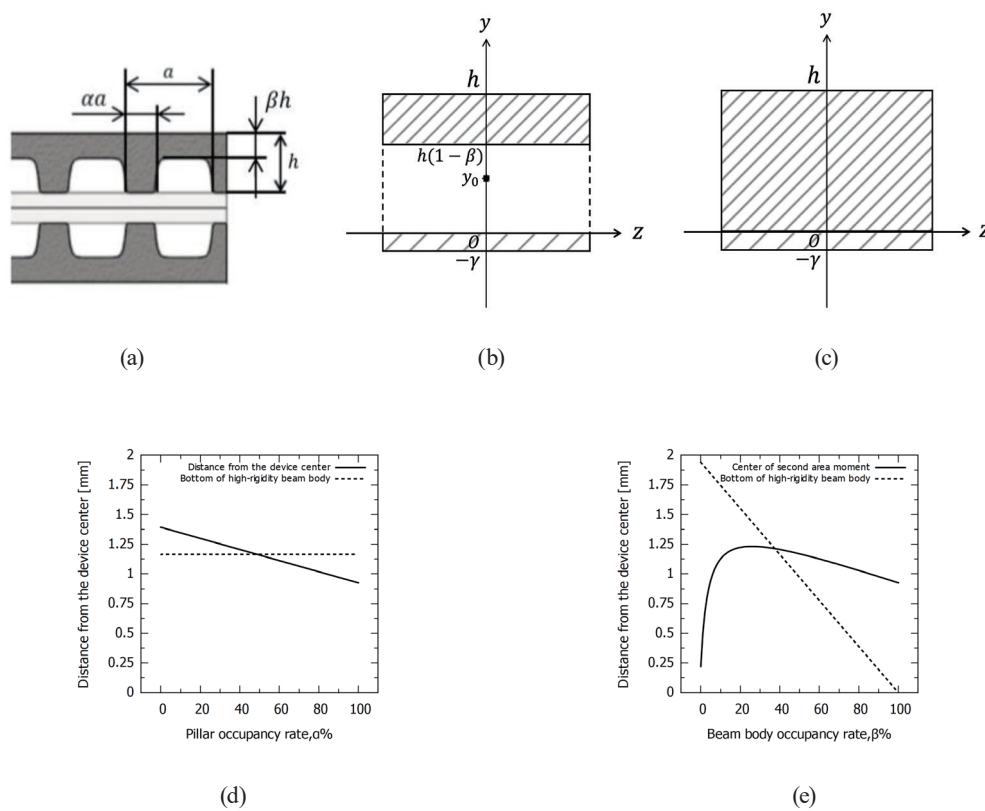 a
αa
βh
h
(a)
y
h
h(1 − β)
y₀
0
z
−γ
(b)
y
h
0
z
−γ
(c)
Distance from the device center [mm]
2
1.75
1.5
1.25
1
0.75
0.5
0.25
0
Distance from the device center
Bottom of high-rigidity beam body
0 20 40 60 80 100
Pillar occupancy rate,α%
(d)
Distance from the device center [mm]
2
1.75
1.5
1.25
1
0.75
0.5
0.25
0
Center of second area moment
Bottom of high-rigidity beam body
0 20 40 60 80 100
Beam body occupancy rate,β%
(e)